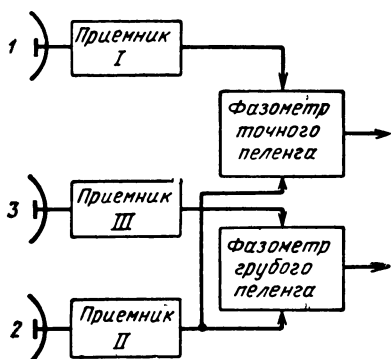 1
Приемник
I
Фазометр
точного
пеленга
3
Приемник
III
Фазометр
грубого
пеленга
2
Приемник
II